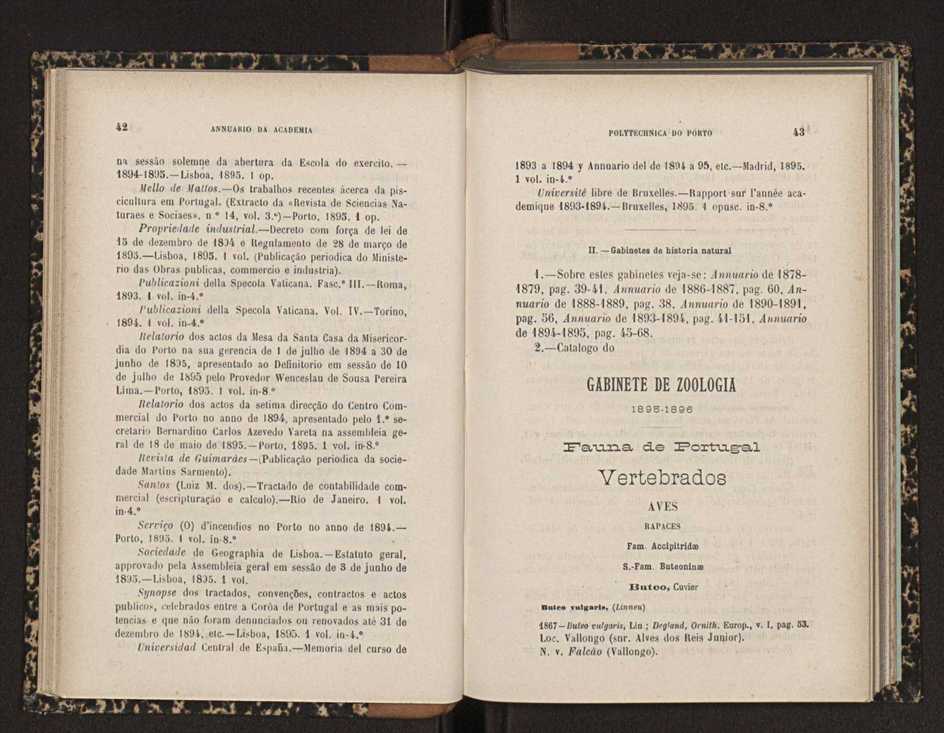 42
ANNUARIO DA ACADEMIA
na sessão solemne da abertura da Escola do exercito.—
1894-1895.—Lisboa, 1895. 1 op.
Mello de Mattos.—Os trabalhos recentes ácerca da pis-
cicultura em Portugal. (Extracto da «Revista de Sciencias Na-
turaes e Sociaes», n.º 14, vol. 3.º)—Porto, 1895. 1 op.
Propriedade industrial.—Decreto com força de lei de
15 de dezembro de 1894 e Regulamento de 28 de março de
1895.—Lisboa, 1895. 1 vol. (Publicação periodica do Ministe-
rio das Obras publicas, commercio e industria).
Publicazioni della Specola Vaticana. Fasc.º III.—Roma,
1893. 1 vol. in-4.º
Publicazioni della Specola Vaticana. Vol. IV.—Torino,
1894. 1 vol. in-4.º
Relatorio dos actos da Mesa da Santa Casa da Misericor-
dia do Porto na sua gerencia de 1 de julho de 1894 a 30 de
junho de 1895, apresentado ao Definitorio em sessão de 10
de julho de 1895 pelo Provedor Wenceslau de Sousa Pereira
Lima.—Porto, 1895. 1 vol. in-8.º
Relatorio dos actos da setima direcção do Centro Com-
mercial do Porto no anno de 1894, apresentado pelo 1.º se-
cretario Bernardino Carlos Azevedo Vareta na assembleia ge-
ral de 18 de maio de 1895.—Porto, 1895. 1 vol. in-8.º
Revista de Guimarães—(Publicação periodica da socie-
dade Martins Sarmento).
Santos (Luiz M. dos).—Tractado de contabilidade com-
mercial (escripturação e calculo).—Rio de Janeiro. 1 vol.
in-4.º
Serviço (O) d'incendios no Porto no anno de 1894.—
Porto, 1895. 1 vol. in-8.º
Sociedade de Geographia de Lisboa.—Estatuto geral,
approvado pela Assembleia geral em sessão de 3 de junho de
1895.—Lisboa, 1895. 1 vol.
Synopse dos tractados, convenções, contractos e actos
publicos, celebrados entre a Corôa de Portugal e as mais po-
tencias e que não foram denunciados ou renovados até 31 de
dezembro de 1894, etc.—Lisboa, 1895. 1 vol. in-4.º
Universidad Central de España.—Memoria del curso de
POLYTECHNICA DO PORTO
43
1893 a 1894 y Annuario del de 1894 a 95, etc.—Madrid, 1895.
1 vol. in-4.º
Université libre de Bruxelles.—Rapport sur l'année aca-
demique 1893-1894.—Bruxelles, 1895. 1 opusc. in-8.º
II.—Gabinetes de historia natural
1.—Sobre estes gabinetes veja-se: Annuario de 1878-
1879, pag. 39-41, Annuario de 1886-1887, pag. 60, An-
nuario de 1888-1889, pag. 38, Annuario de 1890-1891,
pag. 56, Annuario de 1893-1894, pag. 41-151, Annuario
de 1894-1895, pag. 45-68.
2.—Catalogo do
GABINETE DE ZOOLOGIA
1895-1896
Fauna de Portugal
Vertebrados
AVES
RAPACES
Fam. Accipitridæ
S.-Fam. Buteoninæ
Buteo, Cuvier
Buteo vulgaris, (Linneu)
1867—Buteo vulgaris, Lin; Degland, Ornith. Europ., v. I, pag. 53.
Loc. Vallongo (snr. Alves dos Reis Junior).
N. v. Falcão (Vallongo).